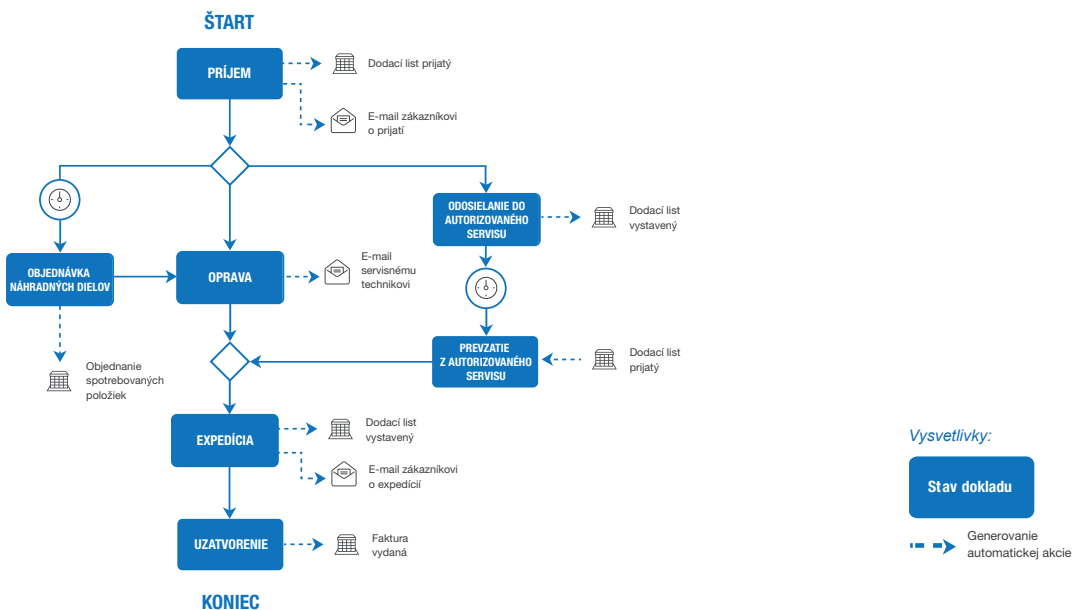 ŠTART
PRÍJEM
Dodací list prijatý
E-mail zákazníkovi
o prijatí
ODOSIELANIE DO
AUTORIZOVANÉHO
SERVISU
Dodací list
vystavený
OBJEDNÁVKA
NÁHRADNÝCH DIELOV
OPRAVA
E-mail
servisnému
technikovi
PREVZATIE
Z AUTORIZOVANÉHO
SERVISU
Dodací list
prijatý
Objednanie
spotrebovaných
položiek
EXPEDÍCIA
Dodací list
vystavený
E-mail zákazníkovi
o expedícií
UZATVORENIE
Faktura
vydaná
KONIEC
Vysvetlivky:
Stav dokladu
Generovanie
automatickej akcie